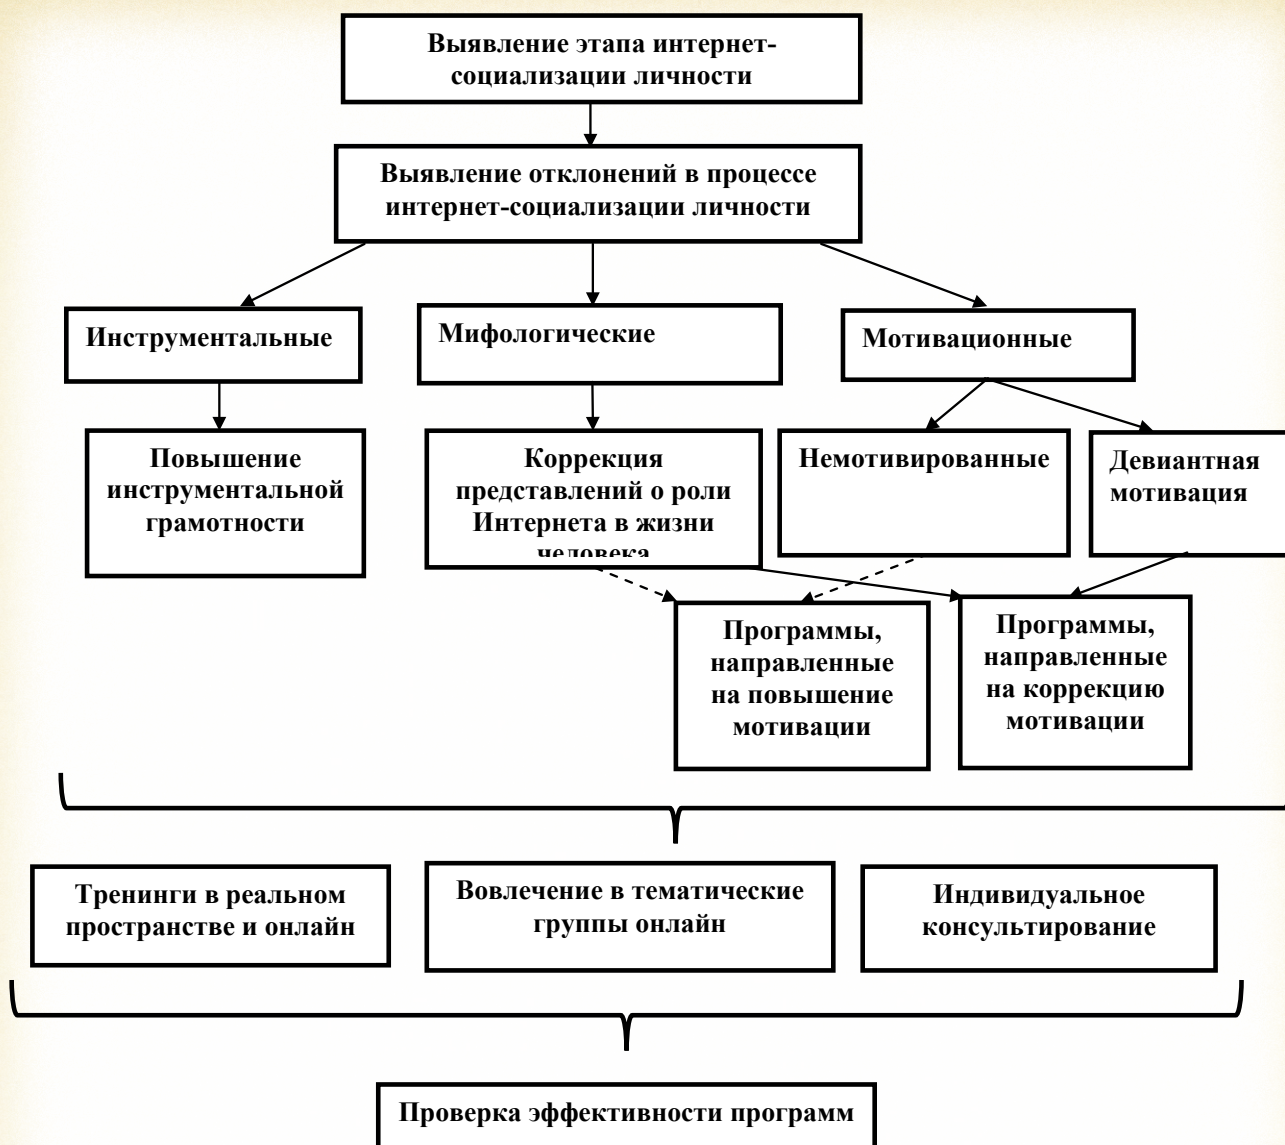 Выявление этапа интернет-
социализации личности
Выявление отклонений в процессе
интернет-социализации личности
Инструментальные
Мифологические
Мотивационные
Повышение
инструментальной
грамотности
Коррекция
представлений о роли
Интернета в жизни
человека
Немотивированные
Девиантная
мотивация
Программы,
направленные
на повышение
мотивации
Программы,
направленные
на коррекцию
мотивации
Тренинги в реальном
пространстве и онлайн
Вовлечение в тематические
группы онлайн
Индивидуальное
консультирование
Проверка эффективности программ